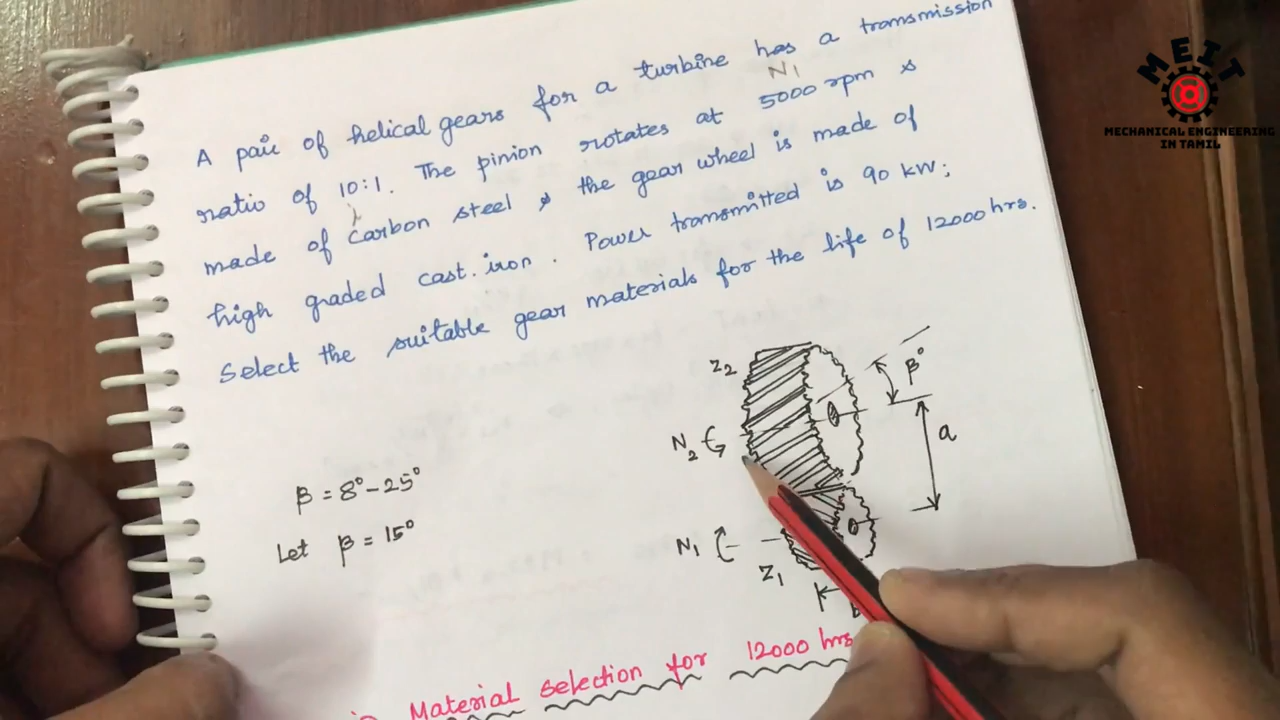 A pair of helical gears for a turbine has a transmission
N1
ratio of 10:1. The pinion rotates at 5000 rpm &
i
made of carbon steel & the gear wheel is made of
high graded cast iron. Power transmitted is 90 kW;
Select the suitable gear materials for the life of 12000 hrs.
Z2
β°
N2
a
β = 8° - 25°
Let β = 15°
N1
Z1
Material selection for 12000 hrs
MEIT
MECHANICAL ENGINEERING
IN TAMIL